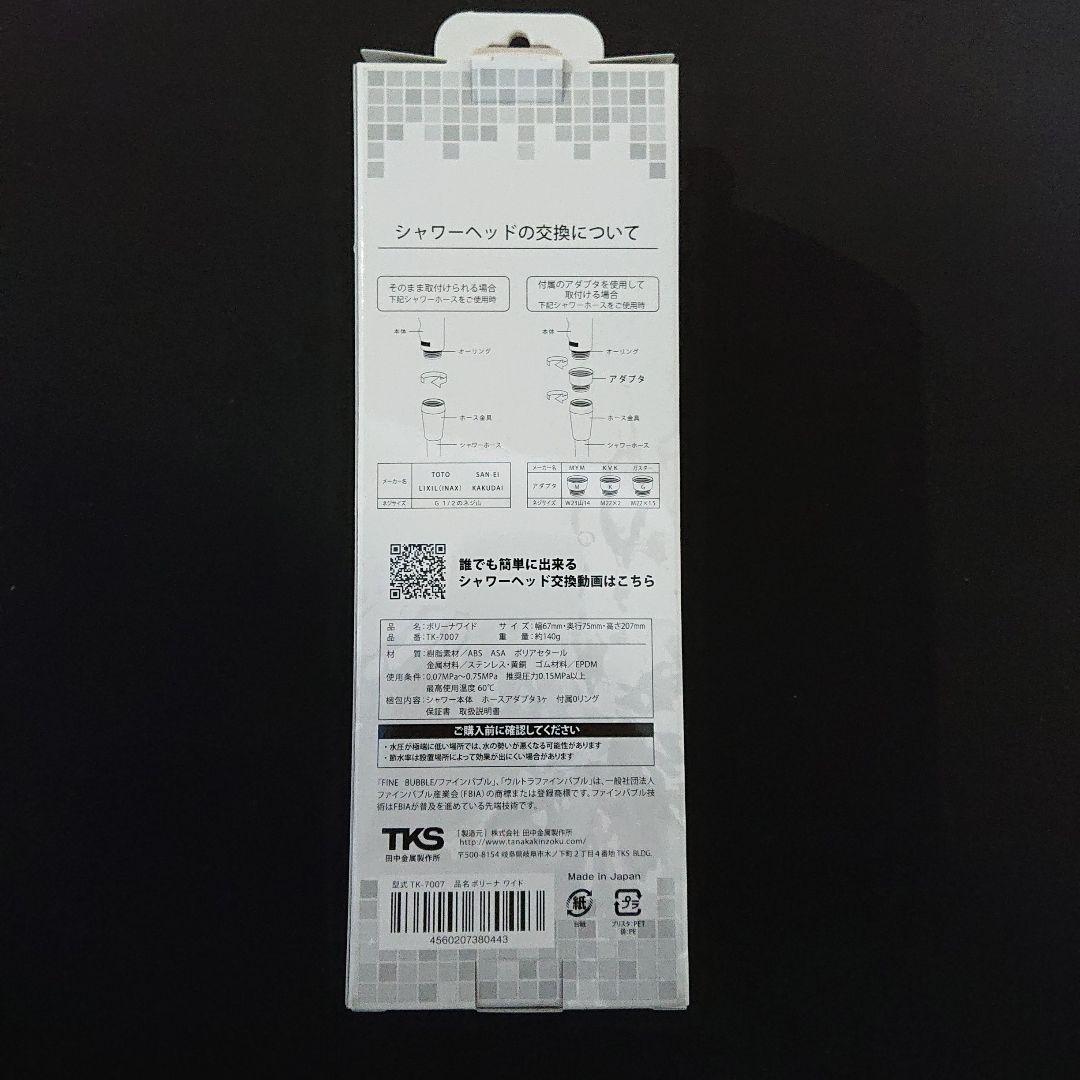 シャワーヘッドの交換について
そのまま取付けられる場合
下記シャワーホースをご使用時
付属のアダプタを使用して
取付ける場合
下記シャワーホースをご使用時
本体
オーリング
ホース金具
シャワーホース
本体
オーリング
アダプタ
ホース金具
シャワーホース
メーカー名 TOTO SAN-EI
LIXIL(INAX) KAKUDAI
ネジサイズ G 1/2のネジ山
メーカー名 MYM KVK ガスター
アダプタ M K G
ネジサイズ W23山14 M22×2 M22×1.5
誰でも簡単に出来る
シャワーヘッド交換動画はこちら
品 名:ボリーナワイド サイズ:幅67mm・奥行75mm・高さ207mm
品 番:TK-7007 重 量:約140g
材 質:樹脂素材/ABS ASA ポリアセタール
金属材料/ステンレス・黄銅 ゴム材料/EPDM
使用条件:0.07MPa〜0.75MPa 推奨圧力0.15MPa以上
最高使用温度 60℃
梱包内容:シャワー本体 ホースアダプタ3ヶ 付属Oリング
保証書 取扱説明書
ご購入前に確認してください
・水圧が極端に低い場所では、水の勢いが悪くなる可能性があります
・節水率は設置場所によって効果が出にくい場合があります
「FINE BUBBLE/ファインバブル」、「ウルトラファインバブル」は、一般社団法人
ファインバブル産業会(FBIA)の商標または登録商標です。ファインバブル技
術はFBIAが普及を進めている先端技術です。
TKS
田中金属製作所
[製造元] 株式会社 田中金属製作所
http://www.tanakakinzoku.com/
〒500-8154 岐阜県岐阜市木ノ下町2丁目4番地 TKS BLDG.
型式 TK-7007 品名 ボリーナ ワイド
4560207380443
Made in Japan
紙
台紙
プラ
ブリスタ:PET
袋:PE